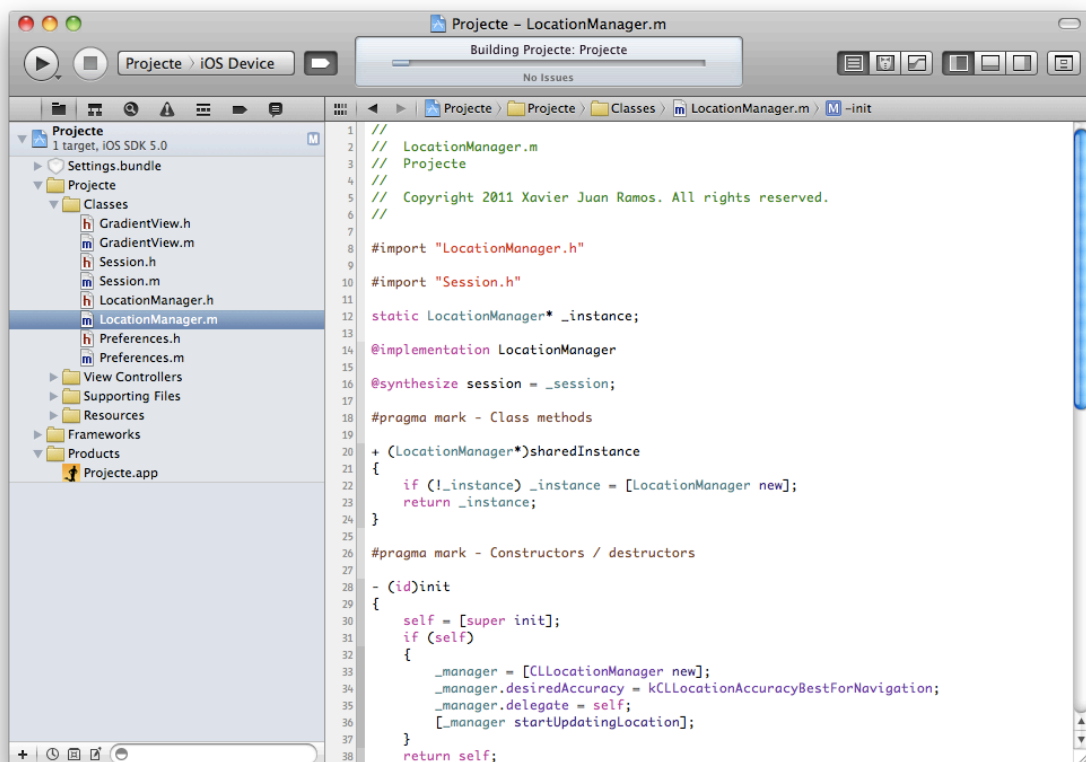 Projecte – LocationManager.m
Projecte 〉 iOS Device
Building Projecte: Projecte
No Issues
Projecte 〉 Projecte 〉 Classes 〉 m LocationManager.m 〉 M -init
Projecte
1 target, iOS SDK 5.0
M
Settings.bundle
Projecte
Classes
h GradientView.h
m GradientView.m
h Session.h
m Session.m
h LocationManager.h
m LocationManager.m
h Preferences.h
m Preferences.m
View Controllers
Supporting Files
Resources
Frameworks
Products
Projecte.app
1 //
2 //  LocationManager.m
3 //  Projecte
4 //
5 //  Copyright 2011 Xavier Juan Ramos. All rights reserved.
6 //
7
8 #import "LocationManager.h"
9
10 #import "Session.h"
11
12 static LocationManager* _instance;
13
14 @implementation LocationManager
15
16 @synthesize session = _session;
17
18 #pragma mark - Class methods
19
20 + (LocationManager*)sharedInstance
21 {
22     if (!_instance) _instance = [LocationManager new];
23     return _instance;
24 }
25
26 #pragma mark - Constructors / destructors
27
28 - (id)init
29 {
30     self = [super init];
31     if (self)
32     {
33         _manager = [CLLocationManager new];
34         _manager.desiredAccuracy = kCLLocationAccuracyBestForNavigation;
35         _manager.delegate = self;
36         [_manager startUpdatingLocation];
37     }
38     return self;